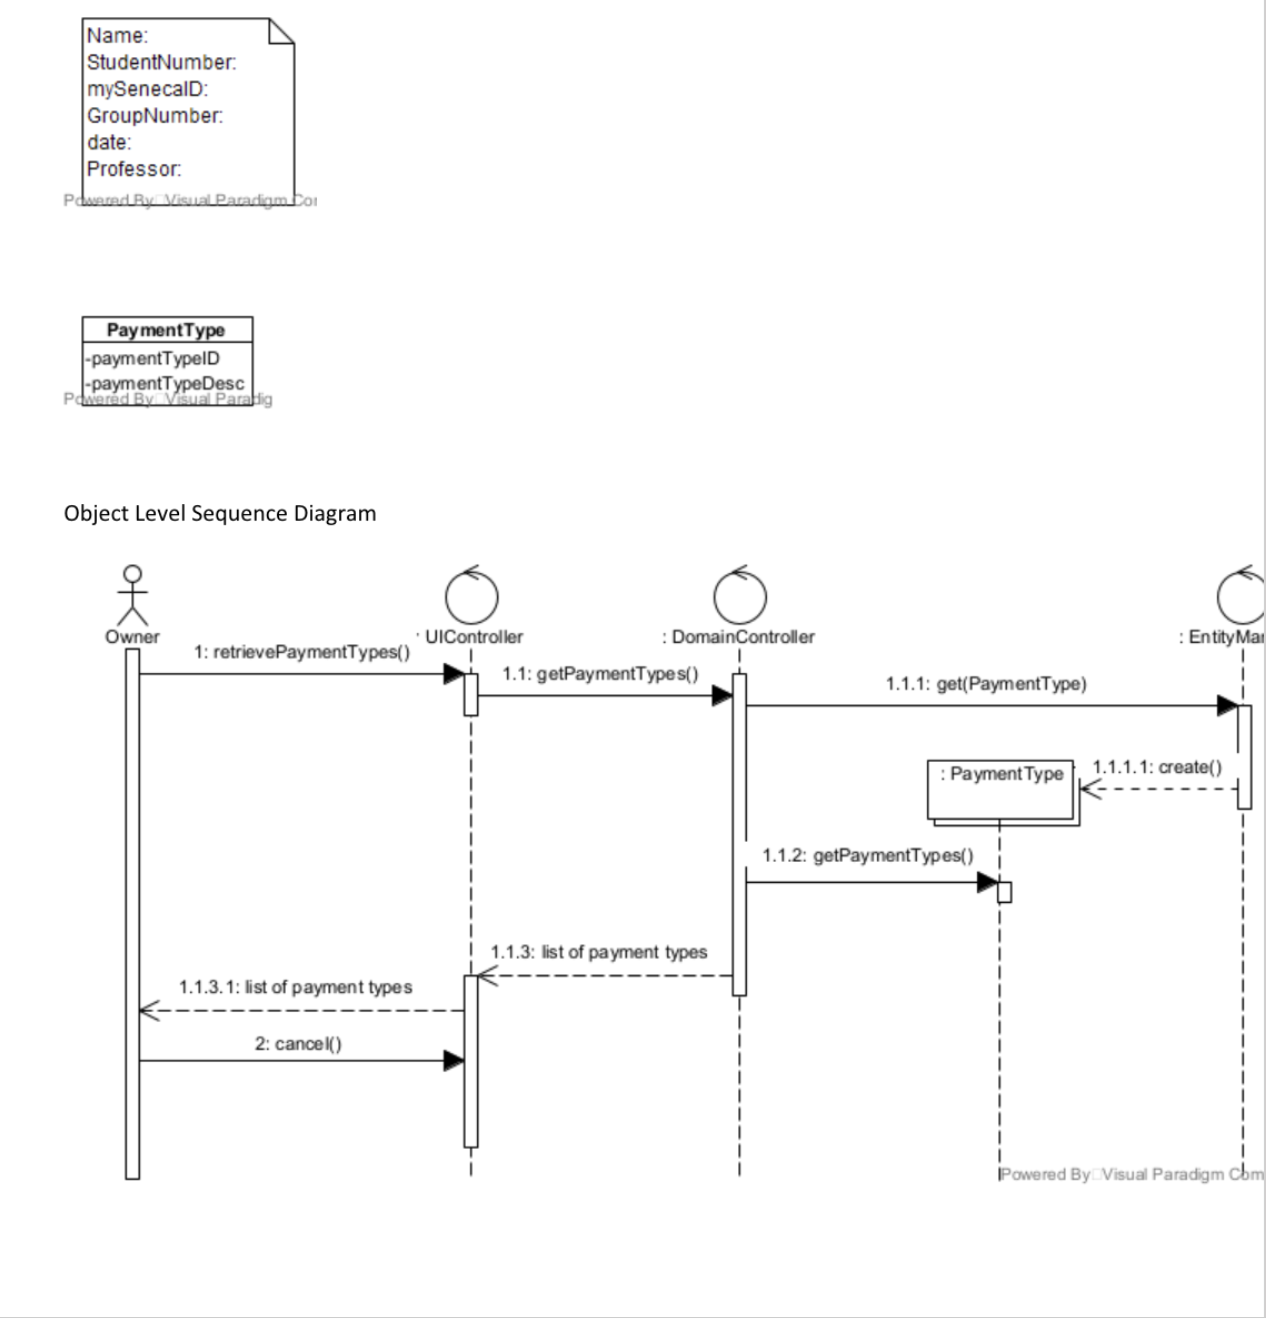 Name:
StudentNumber:
mySenecaID:
GroupNumber:
date:
Professor:
Powered By Visual Paradigm Cor
PaymentType
-paymentTypeID
-paymentTypeDesc
Powered By Visual Paradig
Object Level Sequence Diagram
Owner
: UIController
: DomainController
: EntityMar
1: retrievePaymentTypes()
1.1: getPaymentTypes()
1.1.1: get(PaymentType)
: PaymentType
1.1.1.1: create()
1.1.2: getPaymentTypes()
1.1.3: list of payment types
1.1.3.1: list of payment types
2: cancel()
Powered By Visual Paradigm Com